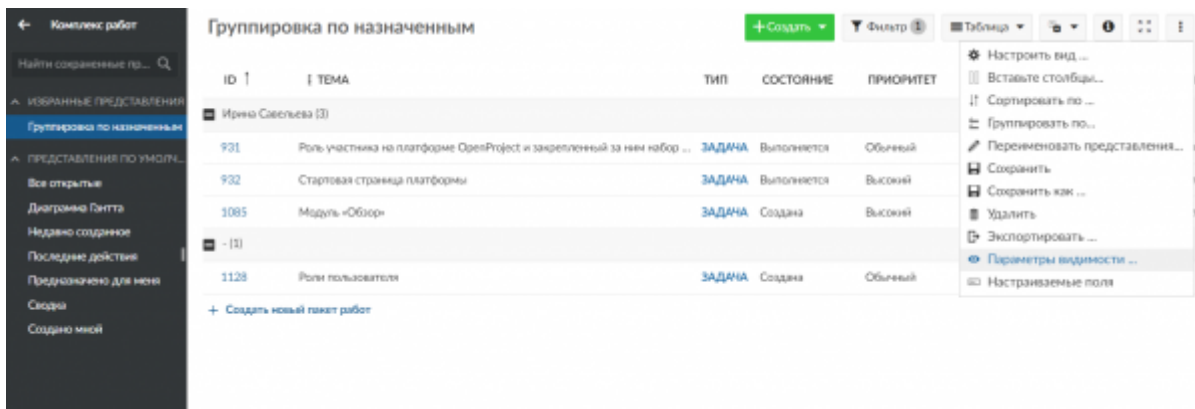 Комплекс работ
Группировка по назначенным
+ Создать
Фильтр 1
Таблица
Найти сохраненные пр...
ИЗБРАННЫЕ ПРЕДСТАВЛЕНИЯ
Группировка по назначенным
ПРЕДСТАВЛЕНИЯ ПО УМОЛЧ...
Все открытые
Диаграмма Гантта
Недавно созданное
Последние действия
Предназначено для меня
Сводка
Создано мной
ID ТЕМА ТИП СОСТОЯНИЕ ПРИОРИТЕТ
Ирина Савельева (3)
931 Роль участника на платформе OpenProject и закрепленный за ним набор ... ЗАДАЧА Выполняется Обычный
932 Стартовая страница платформы ЗАДАЧА Выполняется Высокий
1085 Модуль «Обзор» ЗАДАЧА Создана Высокий
- (1)
1128 Роли пользователя ЗАДАЧА Создана Обычный
+ Создать новый пакет работ
Настроить вид ...
Вставьте столбцы...
Сортировать по ...
Группировать по...
Переименовать представления...
Сохранить
Сохранить как ...
Удалить
Экспортировать ...
Параметры видимости ...
Настраиваемые поля